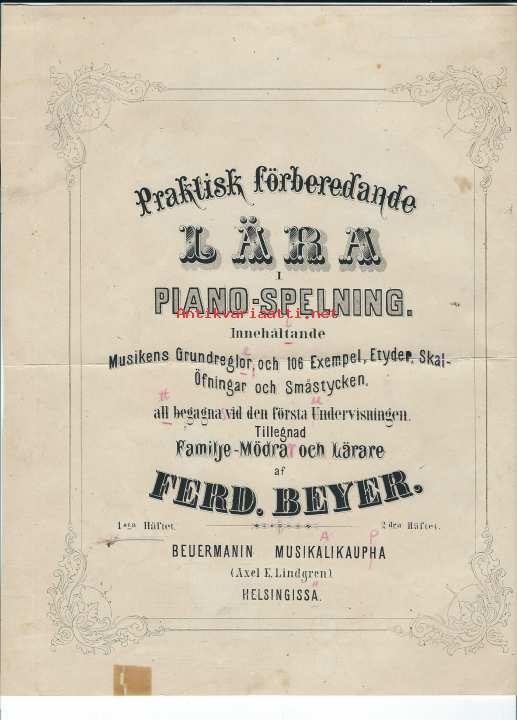 Praktisk förberedande
LÄRA
I
PIANO-SPELNING.
Antikvariaatti.net
Innehåltande
Musikens Grundreglor, och 106 Exempel, Etyder, Skal-
Öfningar och Småstycken,
all begagna vid den första Undervisningen.
Tillegnad
Familje-Mödra och Lärare
af
FERD. BEYER.
1sta Häftet.
2dra Häftet.
BEUERMANIN MUSIKALIKAUPHA
(Axel E. Lindgren)
HELSINGISSA.